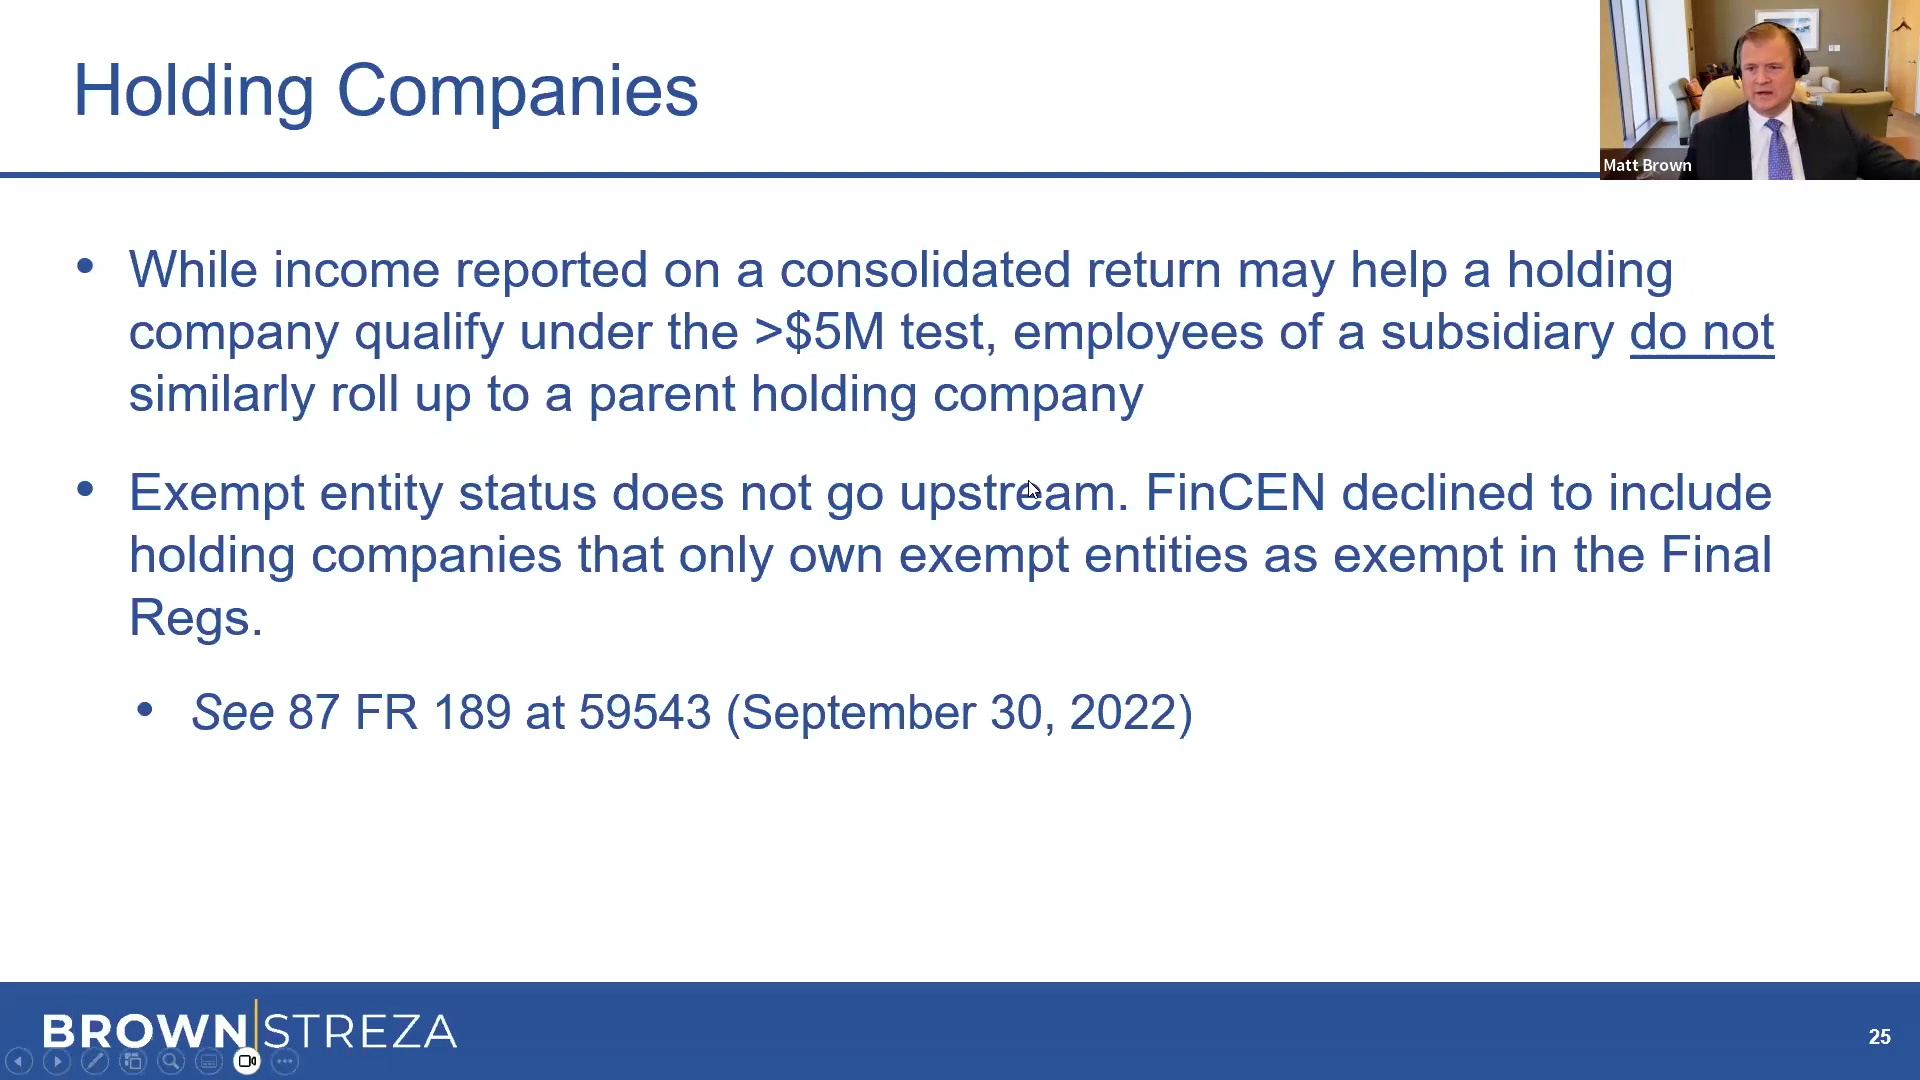 Holding Companies
Matt Brown
• While income reported on a consolidated return may help a holding
company qualify under the >$5M test, employees of a subsidiary do not
similarly roll up to a parent holding company
• Exempt entity status does not go upstream. FinCEN declined to include
holding companies that only own exempt entities as exempt in the Final
Regs.
• See 87 FR 189 at 59543 (September 30, 2022)
BROWN|STREZA
25